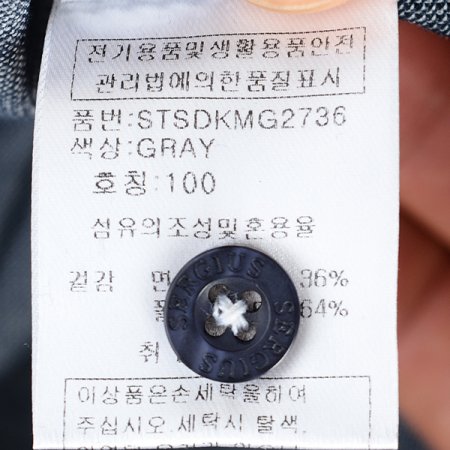 전기용품및생활용품안전
관리법에의한품질표시
품번:STSDKMG2736
색상:GRAY
호칭:100
섬유의조성및혼용율
겉감 면 36%
64%
SERGIUS
SERGIUS
이상품은손세탁을하여
주십시오.세탁시 탈색.